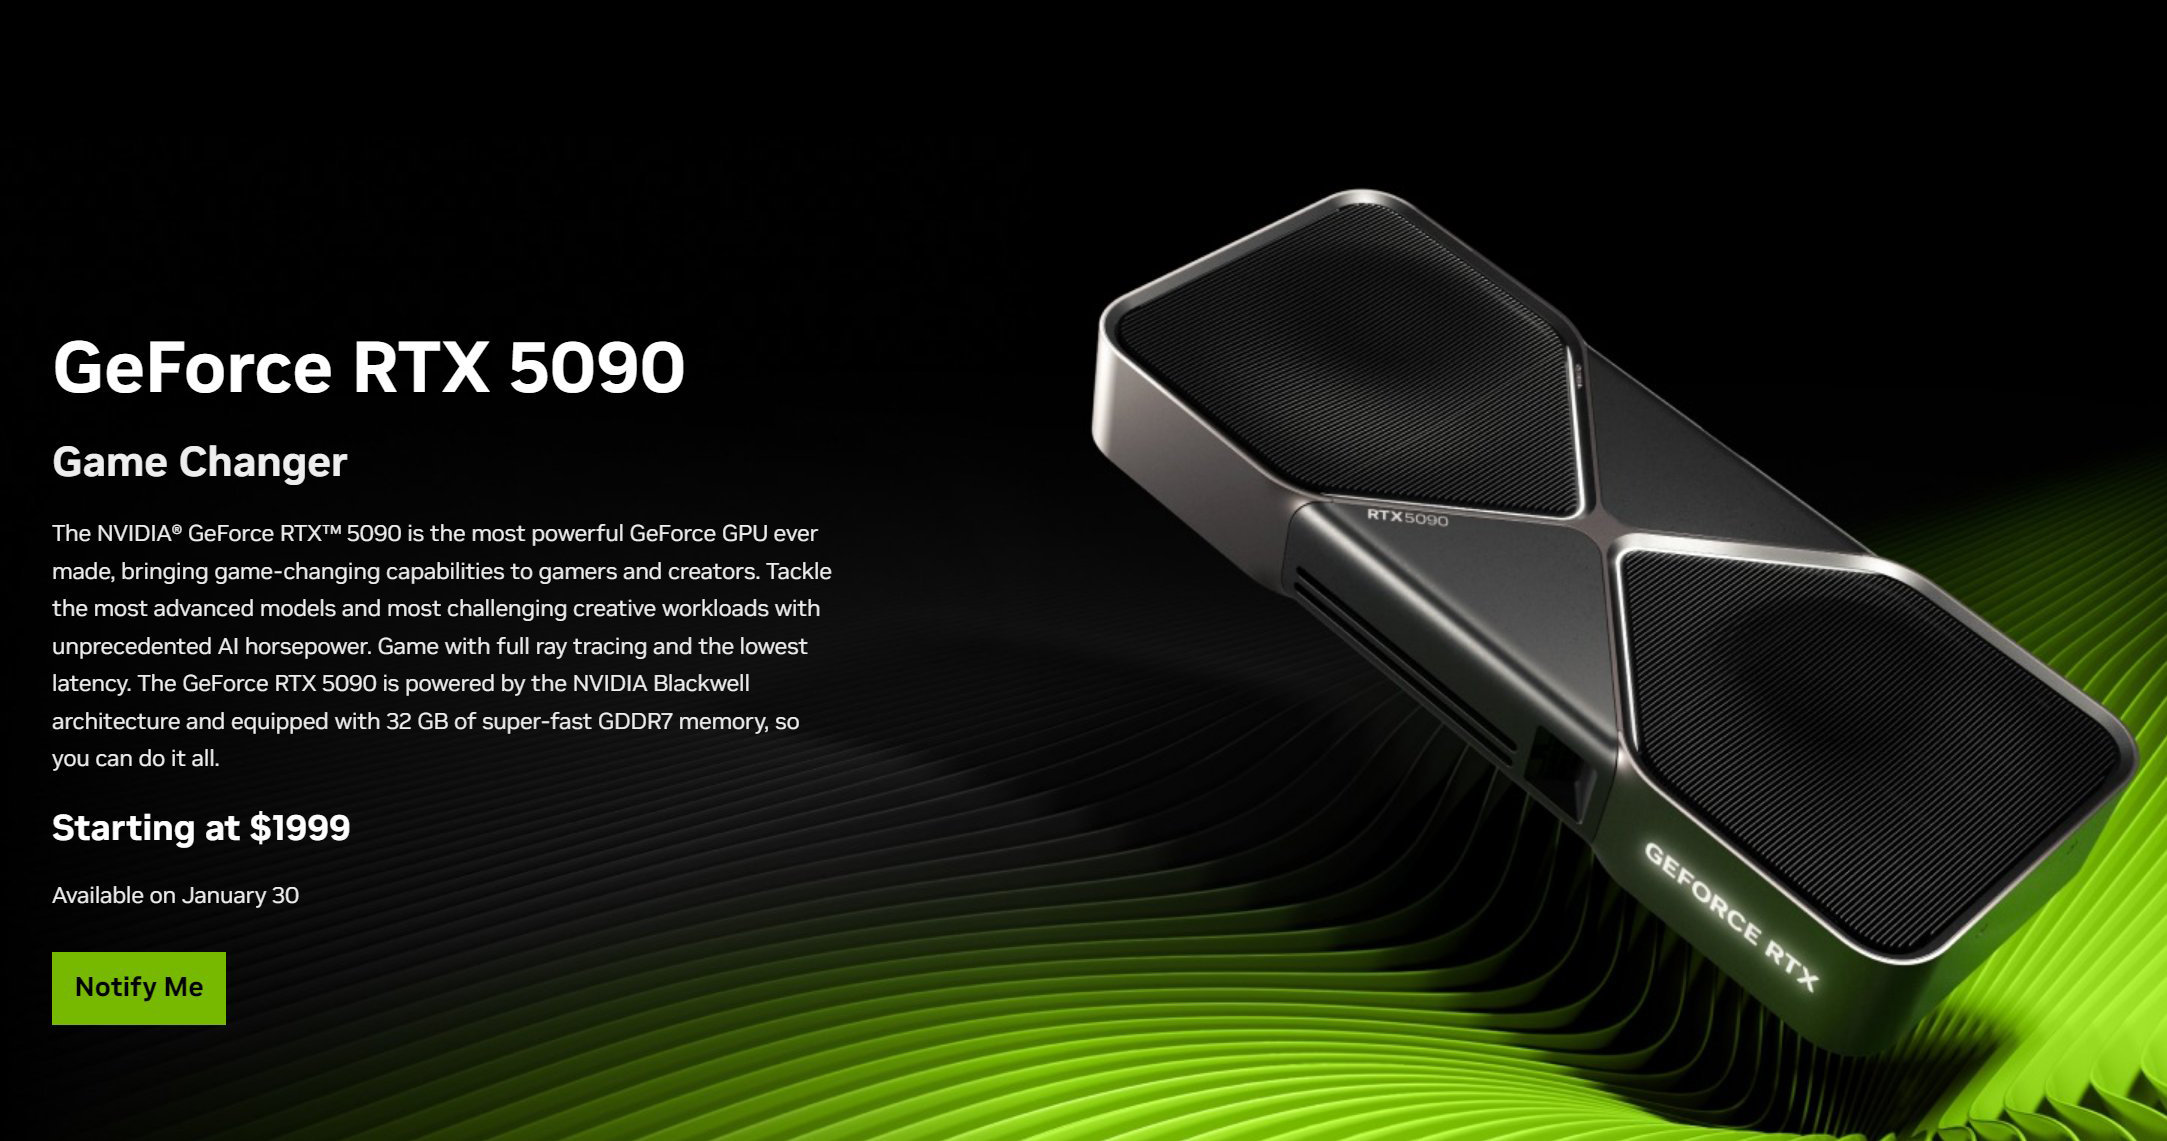 GeForce RTX 5090
Game Changer
The NVIDIA® GeForce RTX™ 5090 is the most powerful GeForce GPU ever
made, bringing game-changing capabilities to gamers and creators. Tackle
the most advanced models and most challenging creative workloads with
unprecedented AI horsepower. Game with full ray tracing and the lowest
latency. The GeForce RTX 5090 is powered by the NVIDIA Blackwell
architecture and equipped with 32 GB of super-fast GDDR7 memory, so
you can do it all.
Starting at $1999
Available on January 30
Notify Me
RTX 5090
GEFORCE RTX